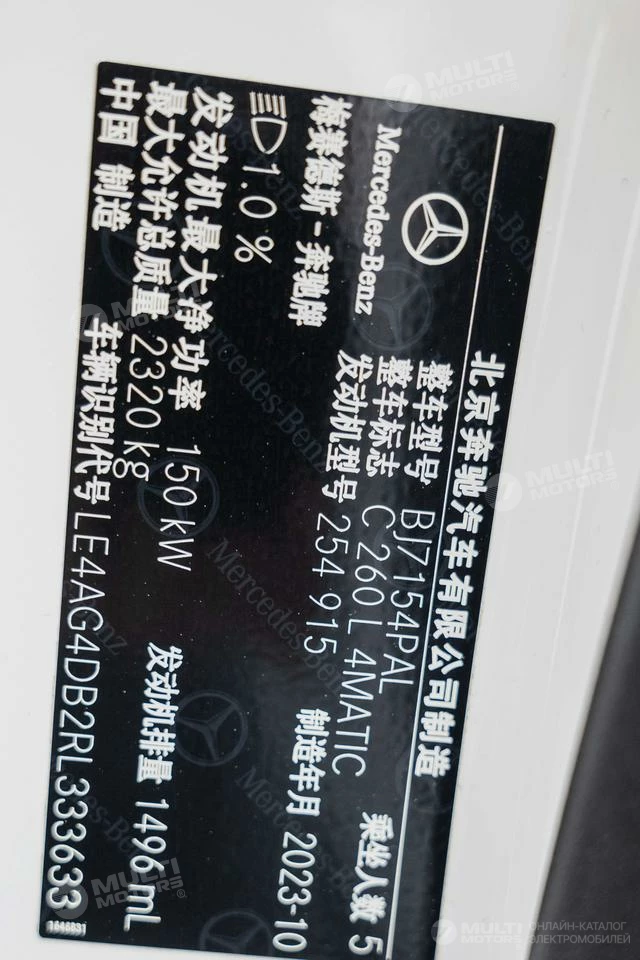 北京奔驰汽车有限公司制造
Mercedes-Benz
梅赛德斯-奔驰牌
整车型号 BJ7154PAL
乘坐人数 5
整车标志 C 260 L 4MATIC
发动机型号 254 915
制造年月 2023-10
1.0 %
发动机最大净功率 150 kW
发动机排量 1496 mL
最大允许总质量 2320 kg
中国 制造
车辆识别代号 LE4AG4DB2RL333633
1646831
MULTI MOTORS
ОНЛАЙН-КАТАЛОГ
ЭЛЕКТРОМОБИЛЕЙ